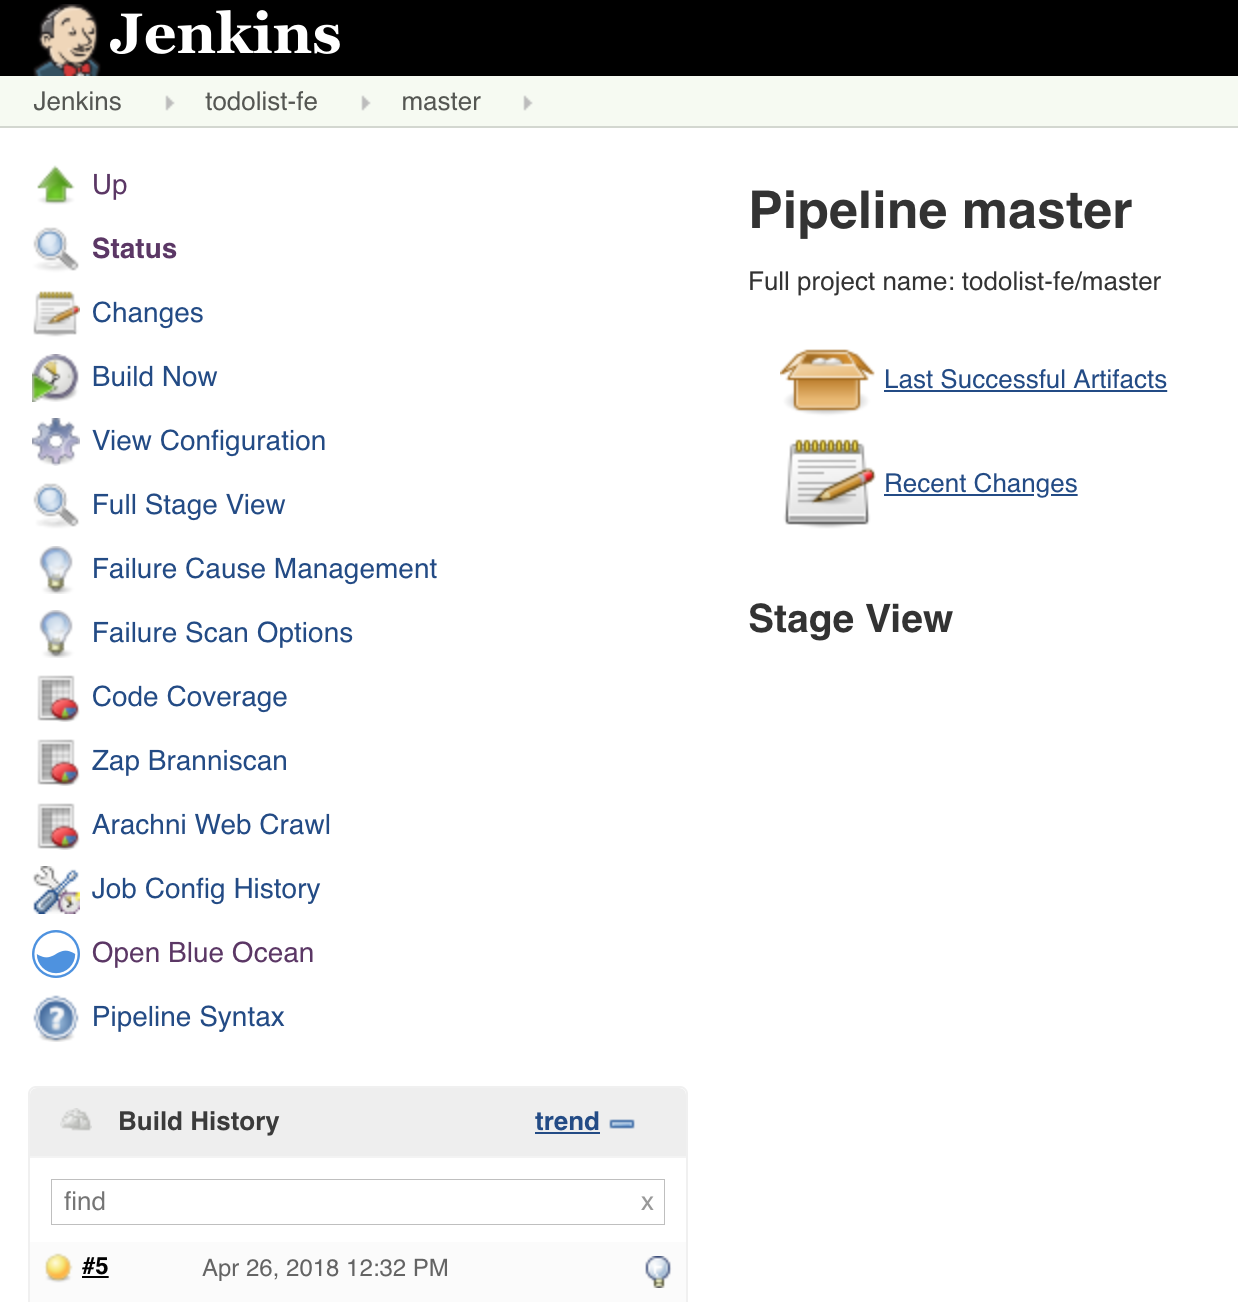 Jenkins
Jenkins
todolist-fe
master
Up
Status
Changes
Build Now
View Configuration
Full Stage View
Failure Cause Management
Failure Scan Options
Code Coverage
Zap Branniscan
Arachni Web Crawl
Job Config History
Open Blue Ocean
Pipeline Syntax
Build History trend
find x
#5 Apr 26, 2018 12:32 PM
Pipeline master
Full project name: todolist-fe/master
Last Successful Artifacts
Recent Changes
Stage View